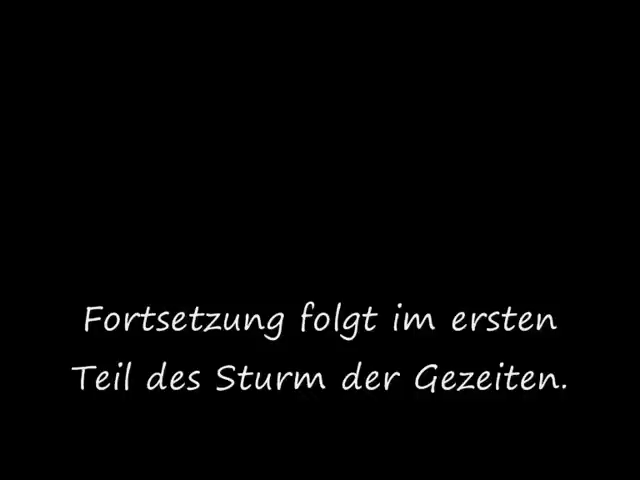 Fortsetzung folgt im ersten
Teil des Sturm der Gezeiten.